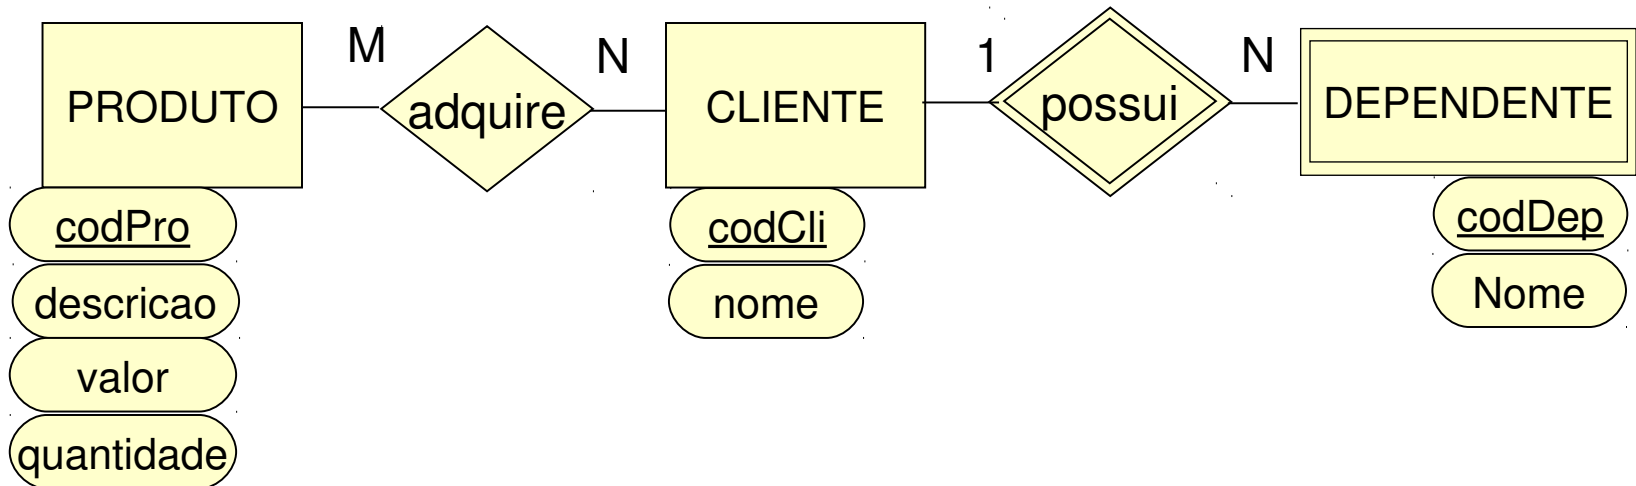 M
N
1
N
PRODUTO
adquire
CLIENTE
possui
DEPENDENTE
codPro
descricao
valor
quantidade
codCli
nome
codDep
Nome